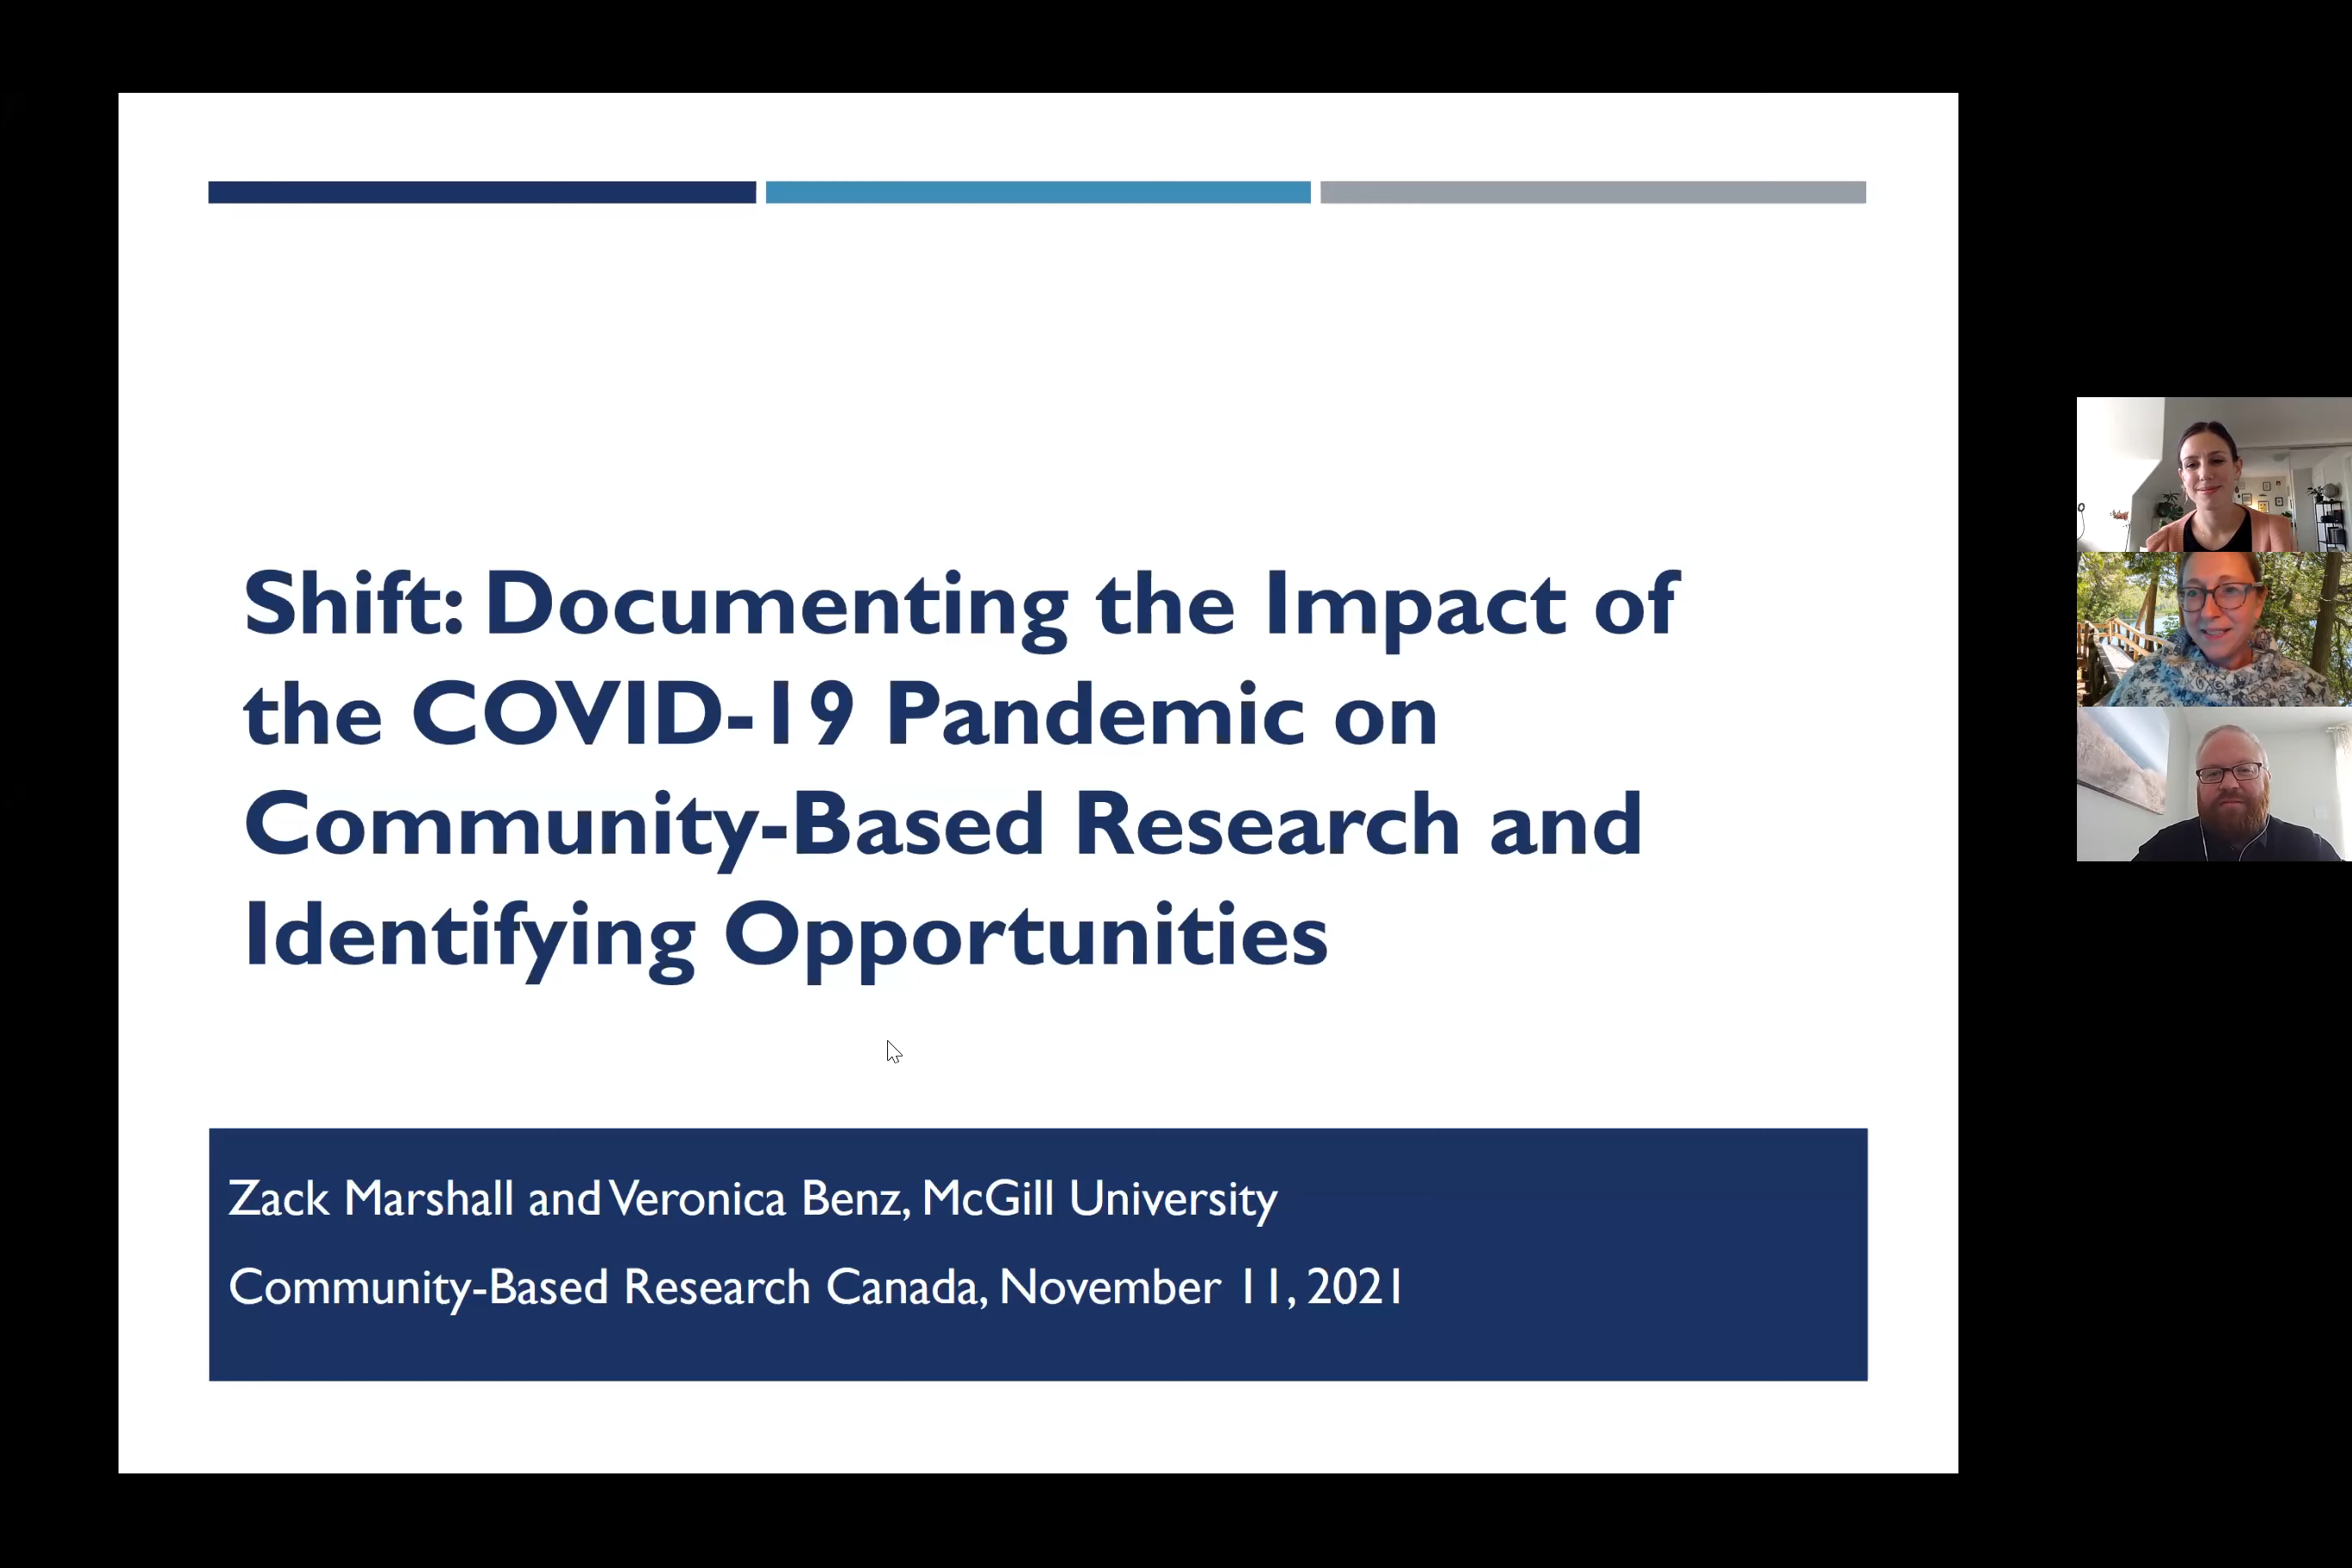 Shift: Documenting the Impact of
the COVID-19 Pandemic on
Community-Based Research and
Identifying Opportunities
Zack Marshall and Veronica Benz, McGill University
Community-Based Research Canada, November 11, 2021